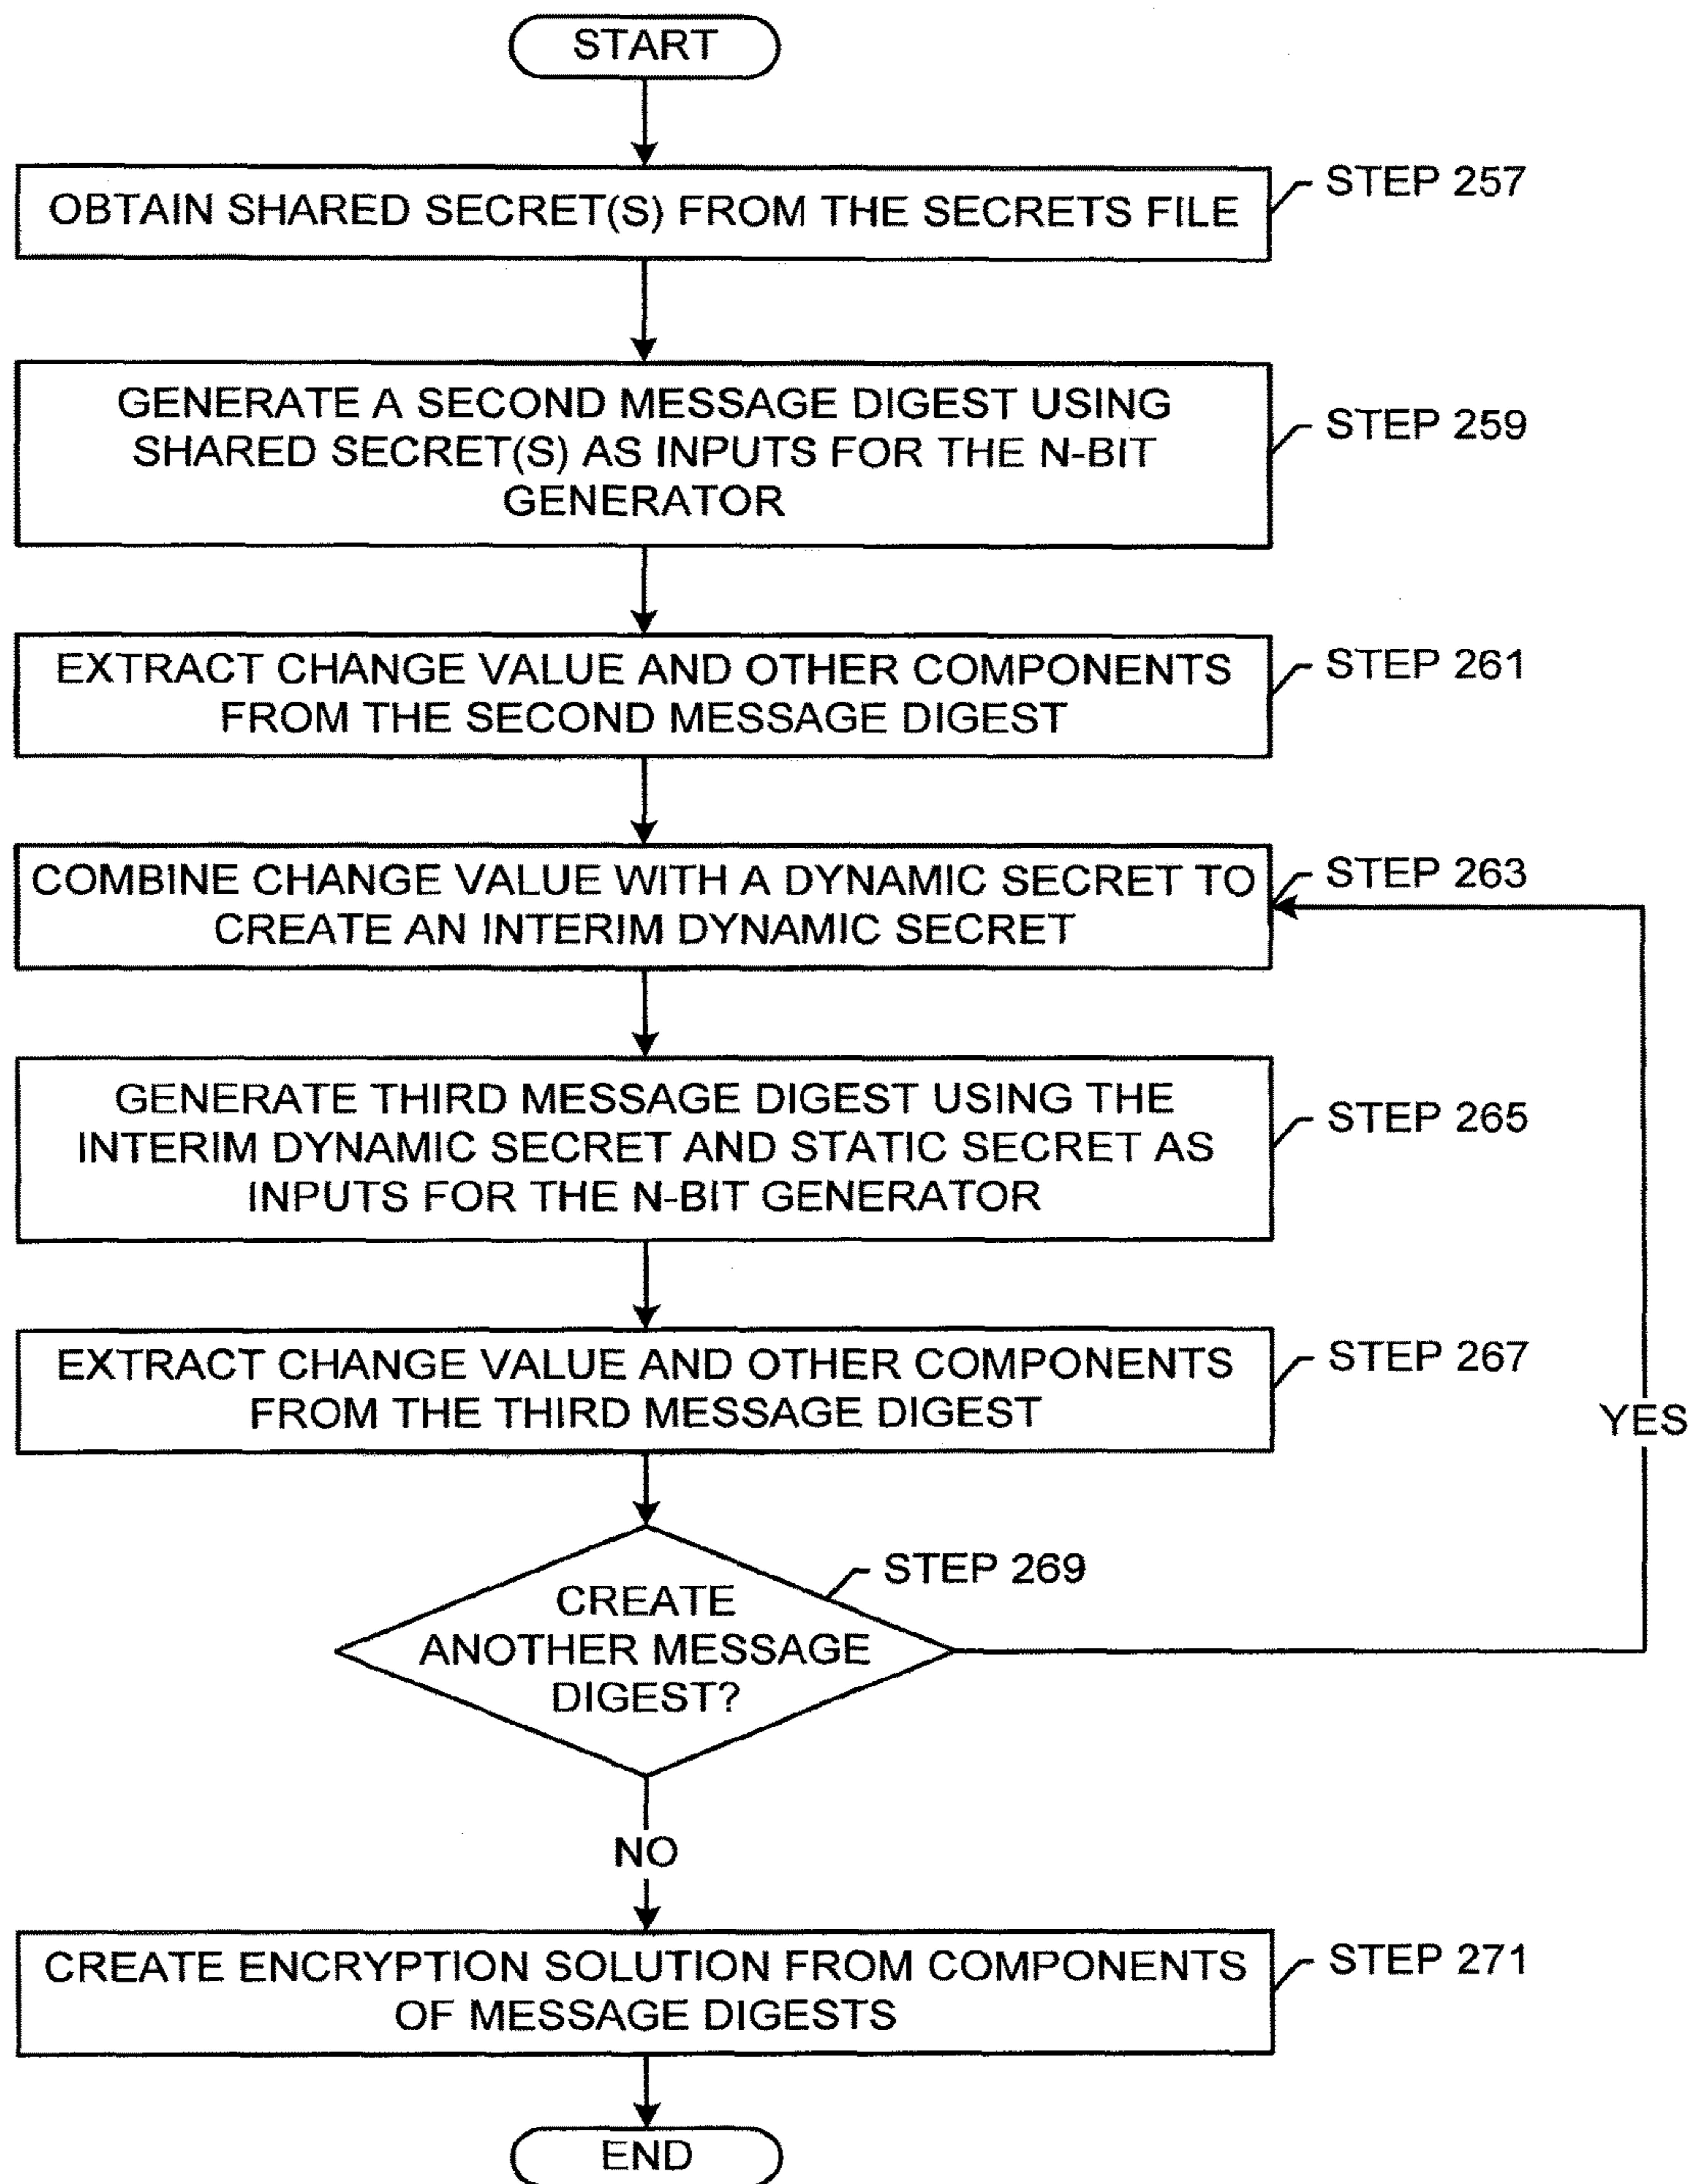 START
OBTAIN SHARED SECRET(S) FROM THE SECRETS FILE
STEP 257
GENERATE A SECOND MESSAGE DIGEST USING
SHARED SECRET(S) AS INPUTS FOR THE N-BIT
GENERATOR
STEP 259
EXTRACT CHANGE VALUE AND OTHER COMPONENTS
FROM THE SECOND MESSAGE DIGEST
STEP 261
COMBINE CHANGE VALUE WITH A DYNAMIC SECRET TO
CREATE AN INTERIM DYNAMIC SECRET
STEP 263
GENERATE THIRD MESSAGE DIGEST USING THE
INTERIM DYNAMIC SECRET AND STATIC SECRET AS
INPUTS FOR THE N-BIT GENERATOR
STEP 265
EXTRACT CHANGE VALUE AND OTHER COMPONENTS
FROM THE THIRD MESSAGE DIGEST
STEP 267
YES
CREATE
ANOTHER MESSAGE
DIGEST?
STEP 269
NO
CREATE ENCRYPTION SOLUTION FROM COMPONENTS
OF MESSAGE DIGESTS
STEP 271
END